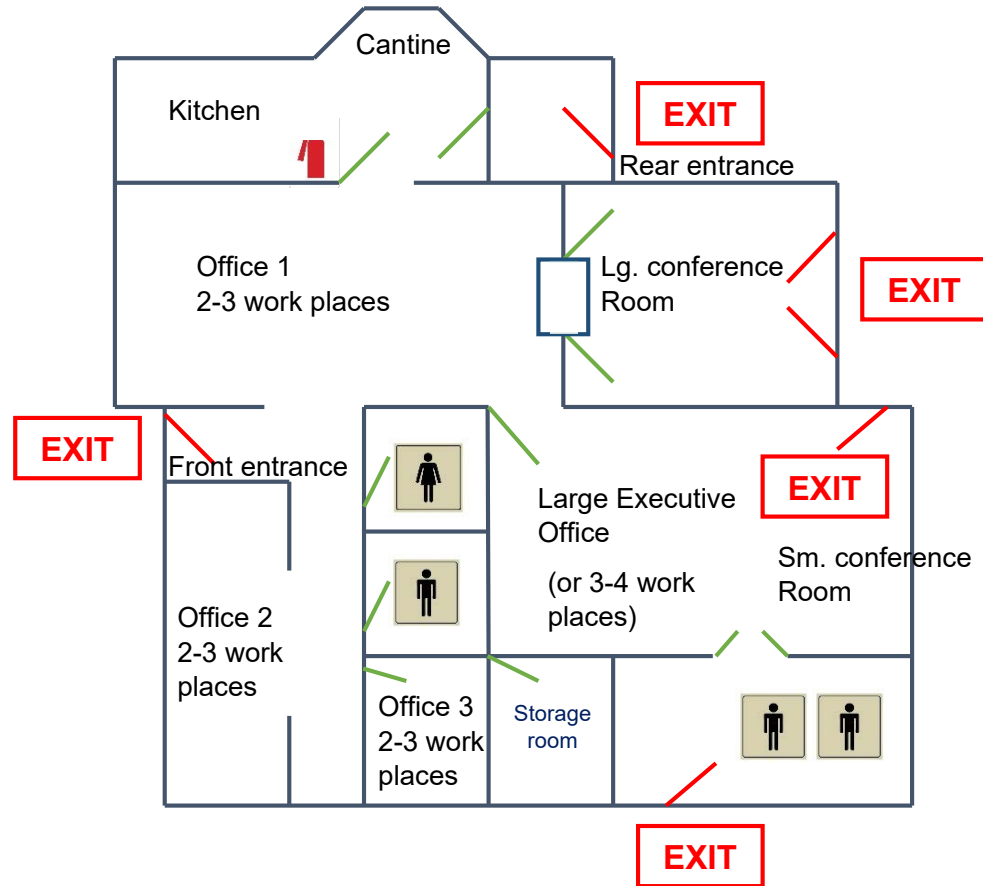 Cantine
Kitchen
EXIT
Rear entrance
Office 1
2-3 work places
Lg. conference
Room
EXIT
EXIT
Front entrance
EXIT
Large Executive
Office
(or 3-4 work
places)
Sm. conference
Room
Office 2
2-3 work
places
Office 3
2-3 work
places
Storage
room
EXIT